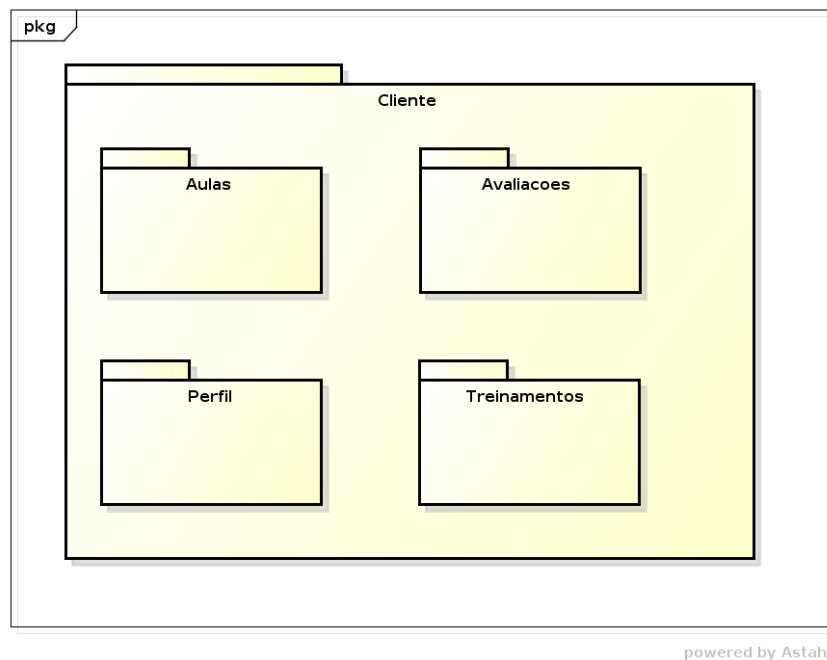 pkg
Cliente
Aulas
Avaliacoes
Perfil
Treinamentos
powered by Astah